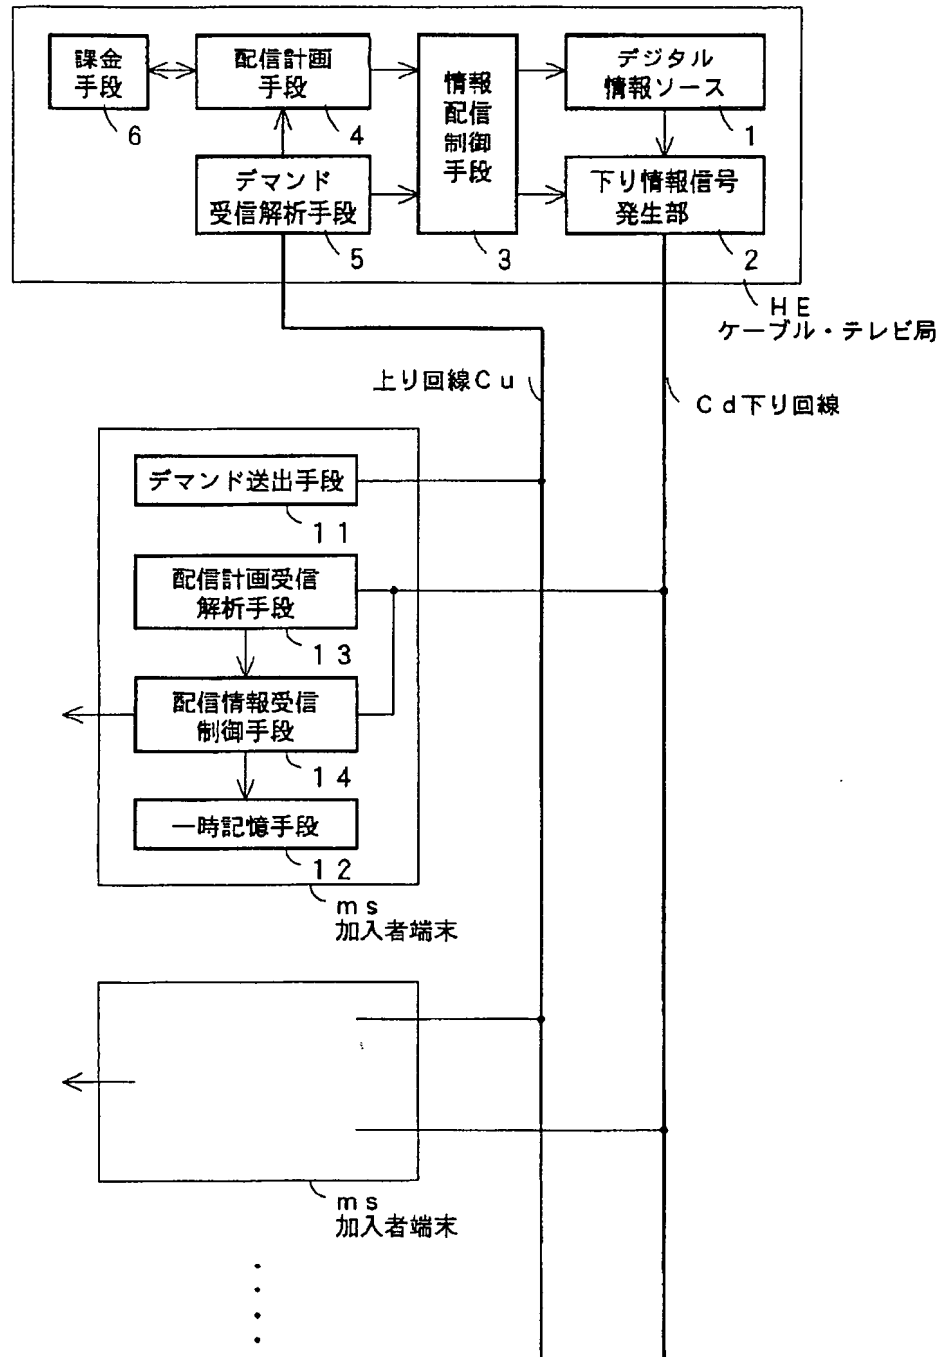 課金
手段
6
配信計画
手段
4
情報
配信
制御
手段
3
デジタル
情報ソース
1
デマンド
受信解析手段
5
下り情報信号
発生部
2
HE
ケーブル・テレビ局
上り回線Cu
Cd下り回線
デマンド送出手段
11
配信計画受信
解析手段
13
配信情報受信
制御手段
14
一時記憶手段
12
ms
加入者端末
ms
加入者端末